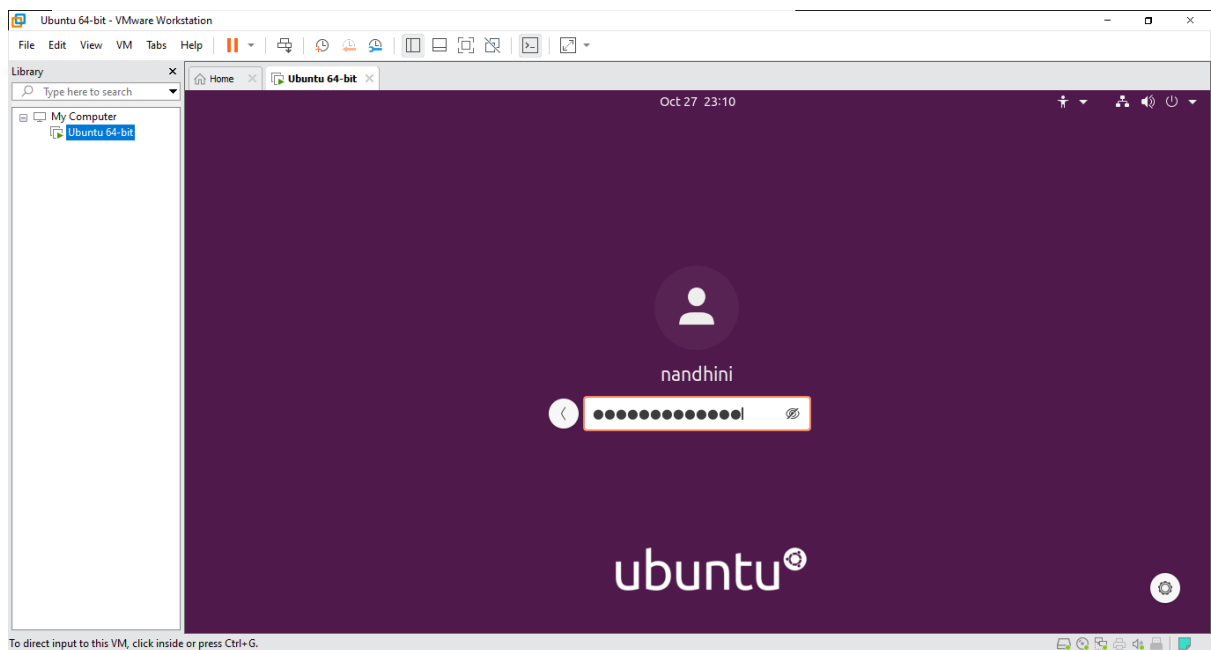 Ubuntu 64-bit - VMware Workstation
File Edit View VM Tabs Help
Library
Home
Ubuntu 64-bit
Type here to search
My Computer
Ubuntu 64-bit
Oct 27 23:10
nandhini
ubuntu
To direct input to this VM, click inside or press Ctrl+G.